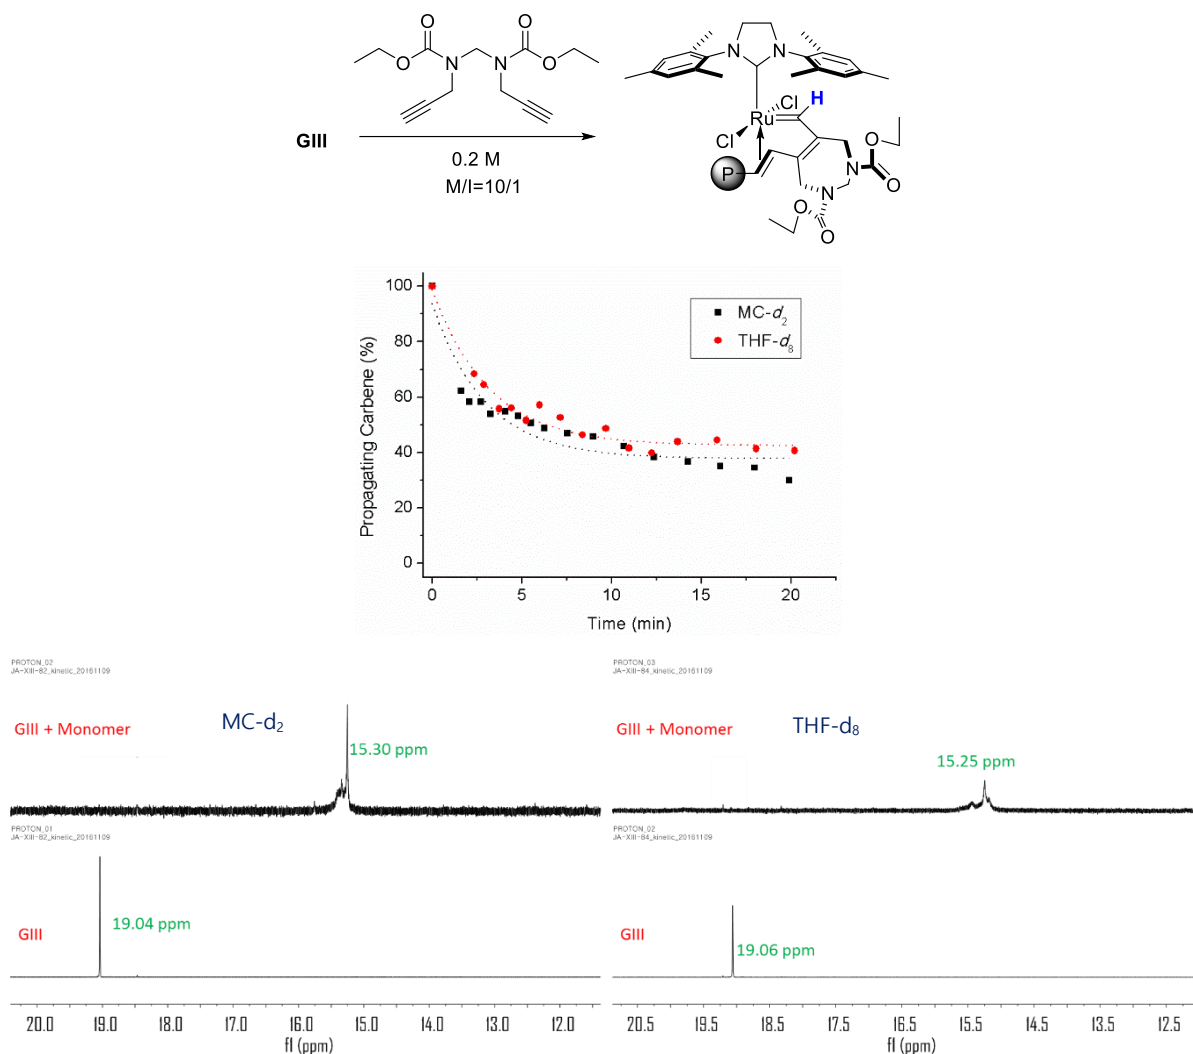 O
O
O
N
N
O
GIII
0.2 M
M/I=10/1
N
N
Cl
H
Ru
Cl
P
O
N
O
N
O
O
Propagating Carbene (%)
100
80
60
40
20
0
MC-d2
THF-d8
0
5
10
15
20
Time (min)
PROTON_02
JA-XIII-82_kinetic_20161109
GIII + Monomer
MC-d2
15.30 ppm
PROTON_01
JA-XIII-82_kinetic_20161109
19.04 ppm
GIII
20.0 19.0 18.0 17.0 16.0 15.0 14.0 13.0 12.0
fl (ppm)
PROTON_03
JA-XIII-84_kinetic_20161109
GIII + Monomer
THF-d8
15.25 ppm
PROTON_02
JA-XIII-84_kinetic_20161109
GIII
19.06 ppm
20.5 19.5 18.5 17.5 16.5 15.5 14.5 13.5 12.5
fl (ppm)